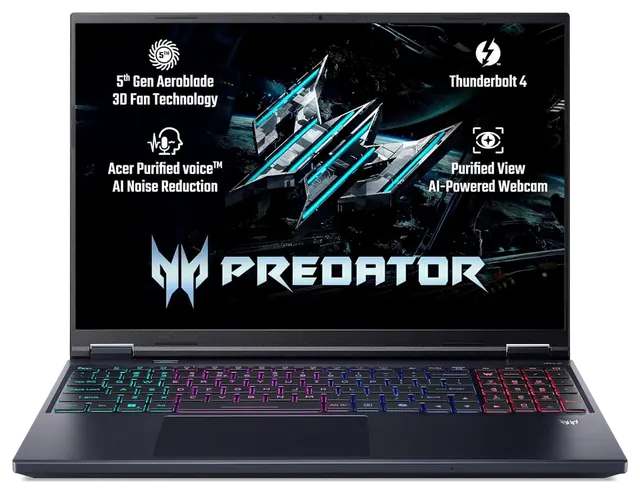 5th Gen Aeroblade
3D Fan Technology
Thunderbolt 4
Acer Purified voice™
AI Noise Reduction
Purified View
AI-Powered Webcam
PREDATOR